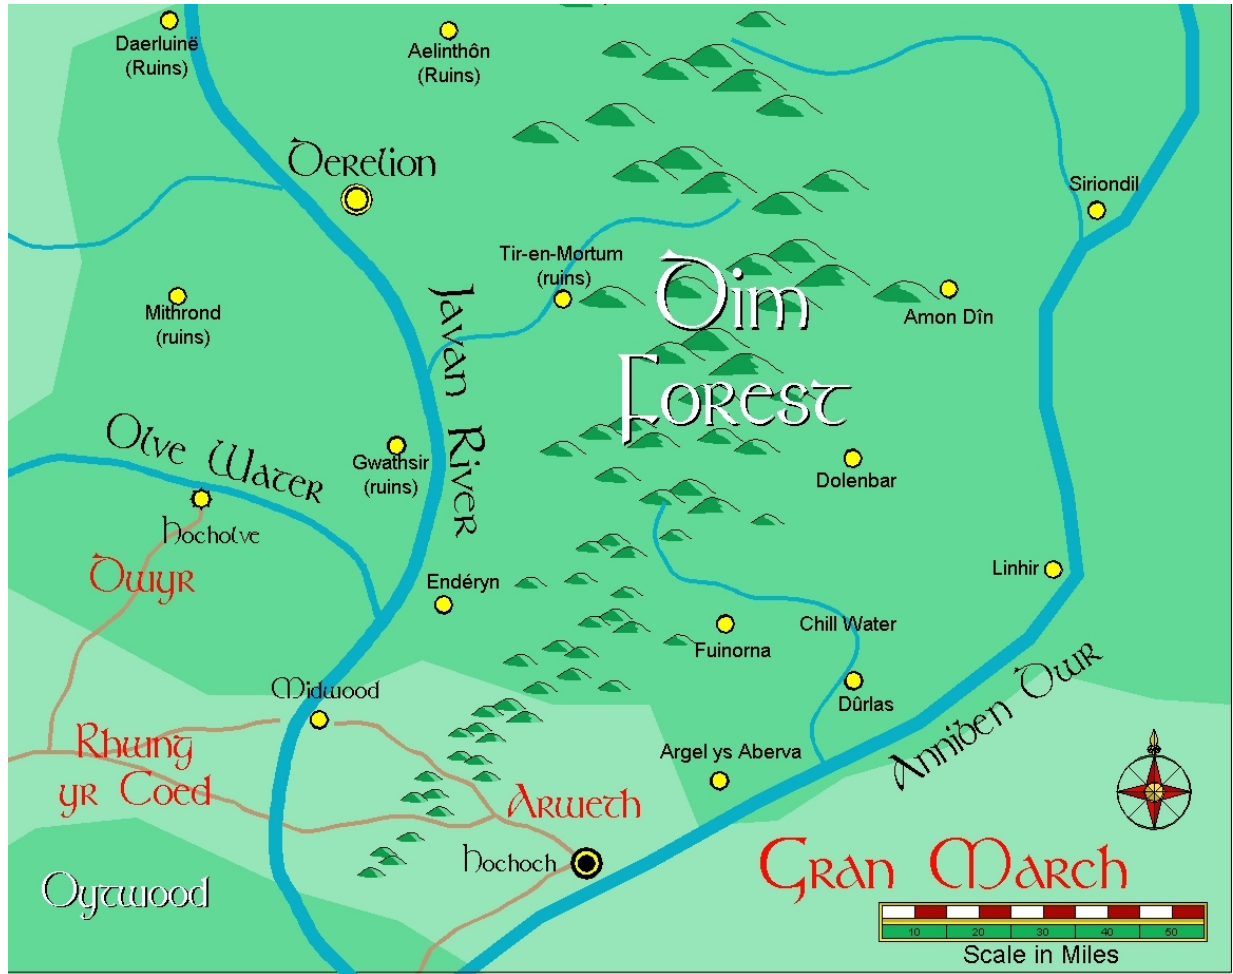 Daerluinë
(Ruins)
Aelinthôn
(Ruins)
Derelion
Siriondil
Tir-en-Mortum
(ruins)
Mithrond
(ruins)
Javan River
Dim
Forest
Amon Dîn
Olve Water
Gwathsir
(ruins)
Dolenbar
Hocholve
Dwyr
Endéryn
Linhir
Chill Water
Fuinorna
Midwood
Dûrlas
Anniben Dwr
Rhwng
yr Coed
Argel ys Aberva
Arweth
Hochoch
Gran March
Oytwood
10 20 30 40 50
Scale in Miles